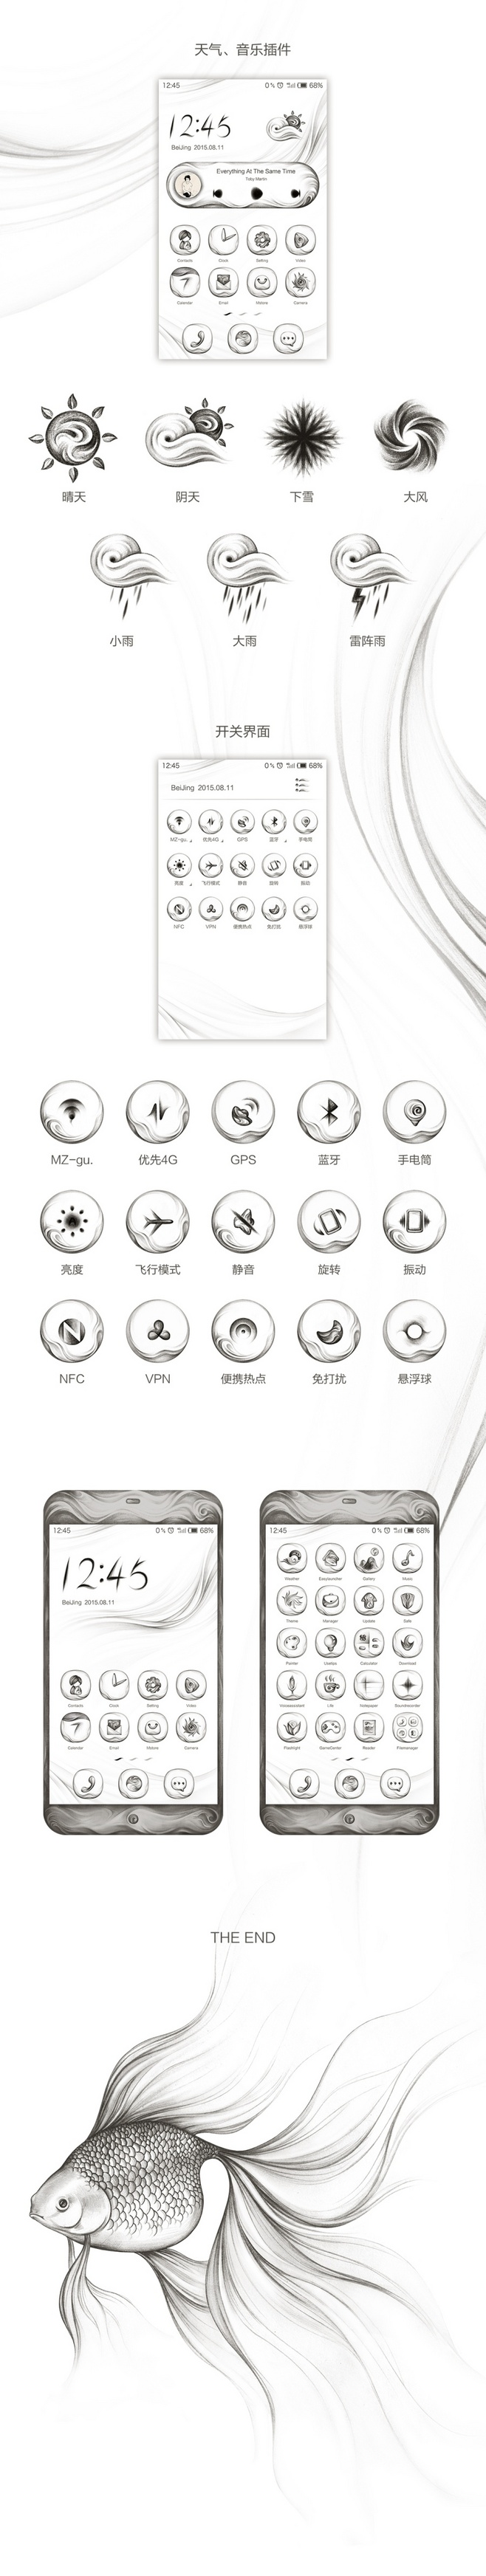 天气、音乐插件
12:45 0% 68%
12:45
BeiJing 2015.08.11
Everything At The Same Time
Toby Martin
Contacts Clock Setting Video
Calendar Email Camera
晴天 阴天 下雪 大风
小雨 大雨 雷阵雨
开关界面
12:45 0% 68%
BeiJing 2015.08.11
MZ-gu. 优先4G GPS 蓝牙 手电筒
亮度 飞行模式 静音 旋转 振动
NFC VPN 便携热点 免打扰 悬浮球
MZ-gu. 优先4G GPS 蓝牙 手电筒
亮度 飞行模式 静音 旋转 振动
NFC VPN 便携热点 免打扰 悬浮球
12:45 0% 68%
12:45
BeiJing 2015.08.11
Contacts Clock Setting Video
Calendar Email Camera
12:45 0% 68%
Weather Gallery Music
Theme Manager Update Safe
Painter Calculator Download
Life Notepaper Soundrecorder
Flashlight GameCenter Reader Filemanager
THE END